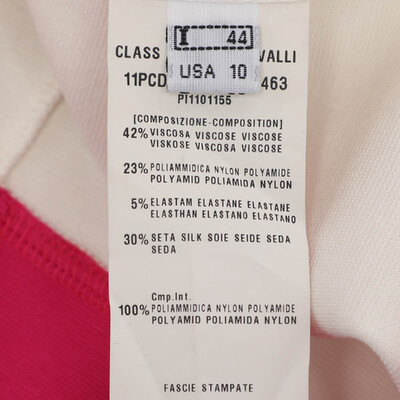 I 44
USA 10
CLASS VALLI
11PCD 463
PI1101155
[COMPOSIZIONE-COMPOSITION]
42% VISCOSA VISCOSE VISCOSE
VISKOSE VISCOSA VISCOSE
23% POLIAMMIDICA NYLON POLYAMIDE
POLYAMID POLIAMIDA NYLON
5% ELASTAM ELASTANE ELASTANE
ELASTHAN ELASTANO ELASTANO
30% SETA SILK SOIE SEIDE SEDA
SEDA
Cmp.Int.
100% POLIAMMIDICA NYLON POLYAMIDE
POLYAMID POLIAMIDA NYLON
FASCIE STAMPATE